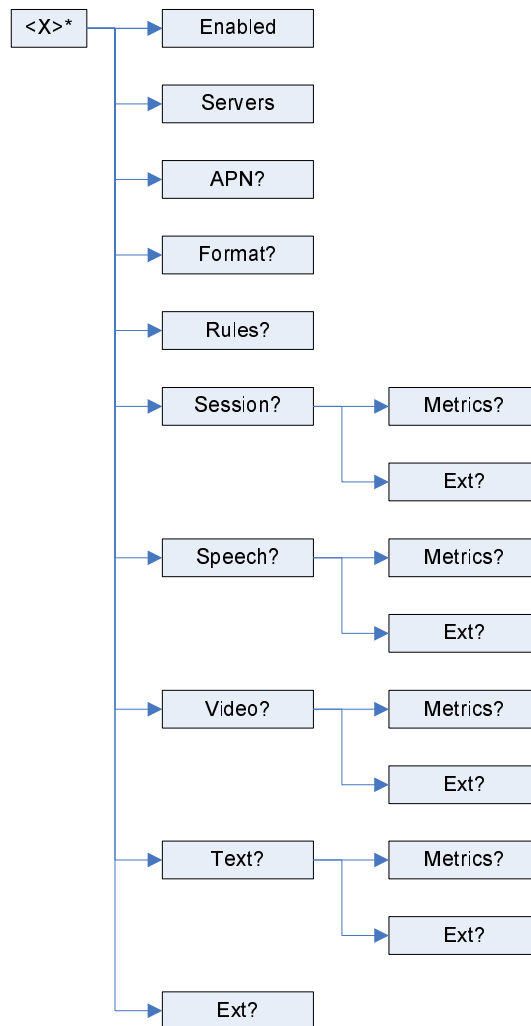 <X>*
Enabled
Servers
APN?
Format?
Rules?
Session?
Metrics?
Ext?
Speech?
Metrics?
Ext?
Video?
Metrics?
Ext?
Text?
Metrics?
Ext?
Ext?